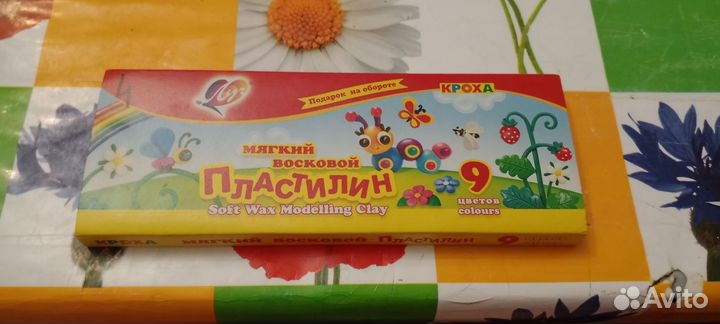 Луч
Подарок на обороте
КРОХА
МЯГКИЙ
ВОСКОВОЙ
ПЛАСТИЛИН
Soft Wax Modelling Clay
9
цветов
colours
КРОХА МЯГКИЙ ВОСКОВОЙ ПЛАСТИЛИН 9
Avito